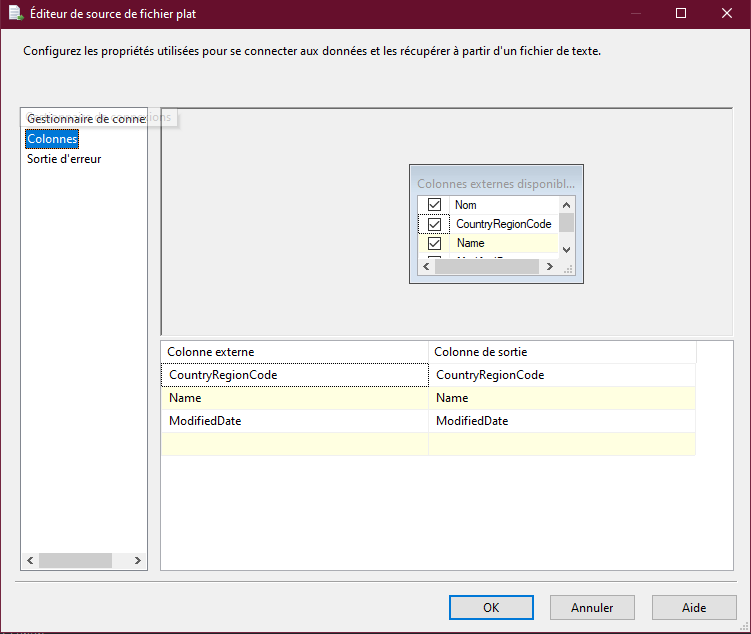 Éditeur de source de fichier plat
Configurez les propriétés utilisées pour se connecter aux données et les récupérer à partir d'un fichier de texte.
Gestionnaire de connexions
Colonnes
Sortie d'erreur
Colonnes externes disponibl...
Nom
CountryRegionCode
Name
Colonne externe Colonne de sortie
CountryRegionCode CountryRegionCode
Name Name
ModifiedDate ModifiedDate
OK Annuler Aide